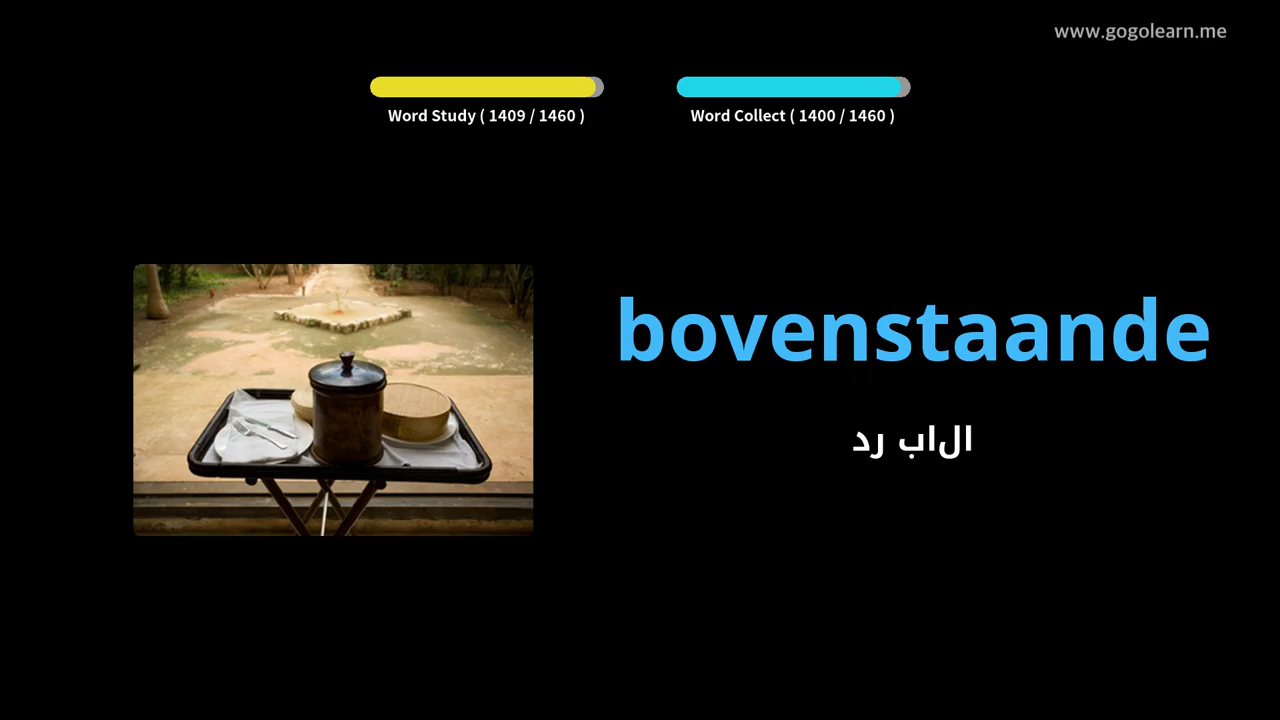 www.gogolearn.me
Word Study ( 1409 / 1460 )
Word Collect ( 1400 / 1460 )
bovenstaande
الاب رد